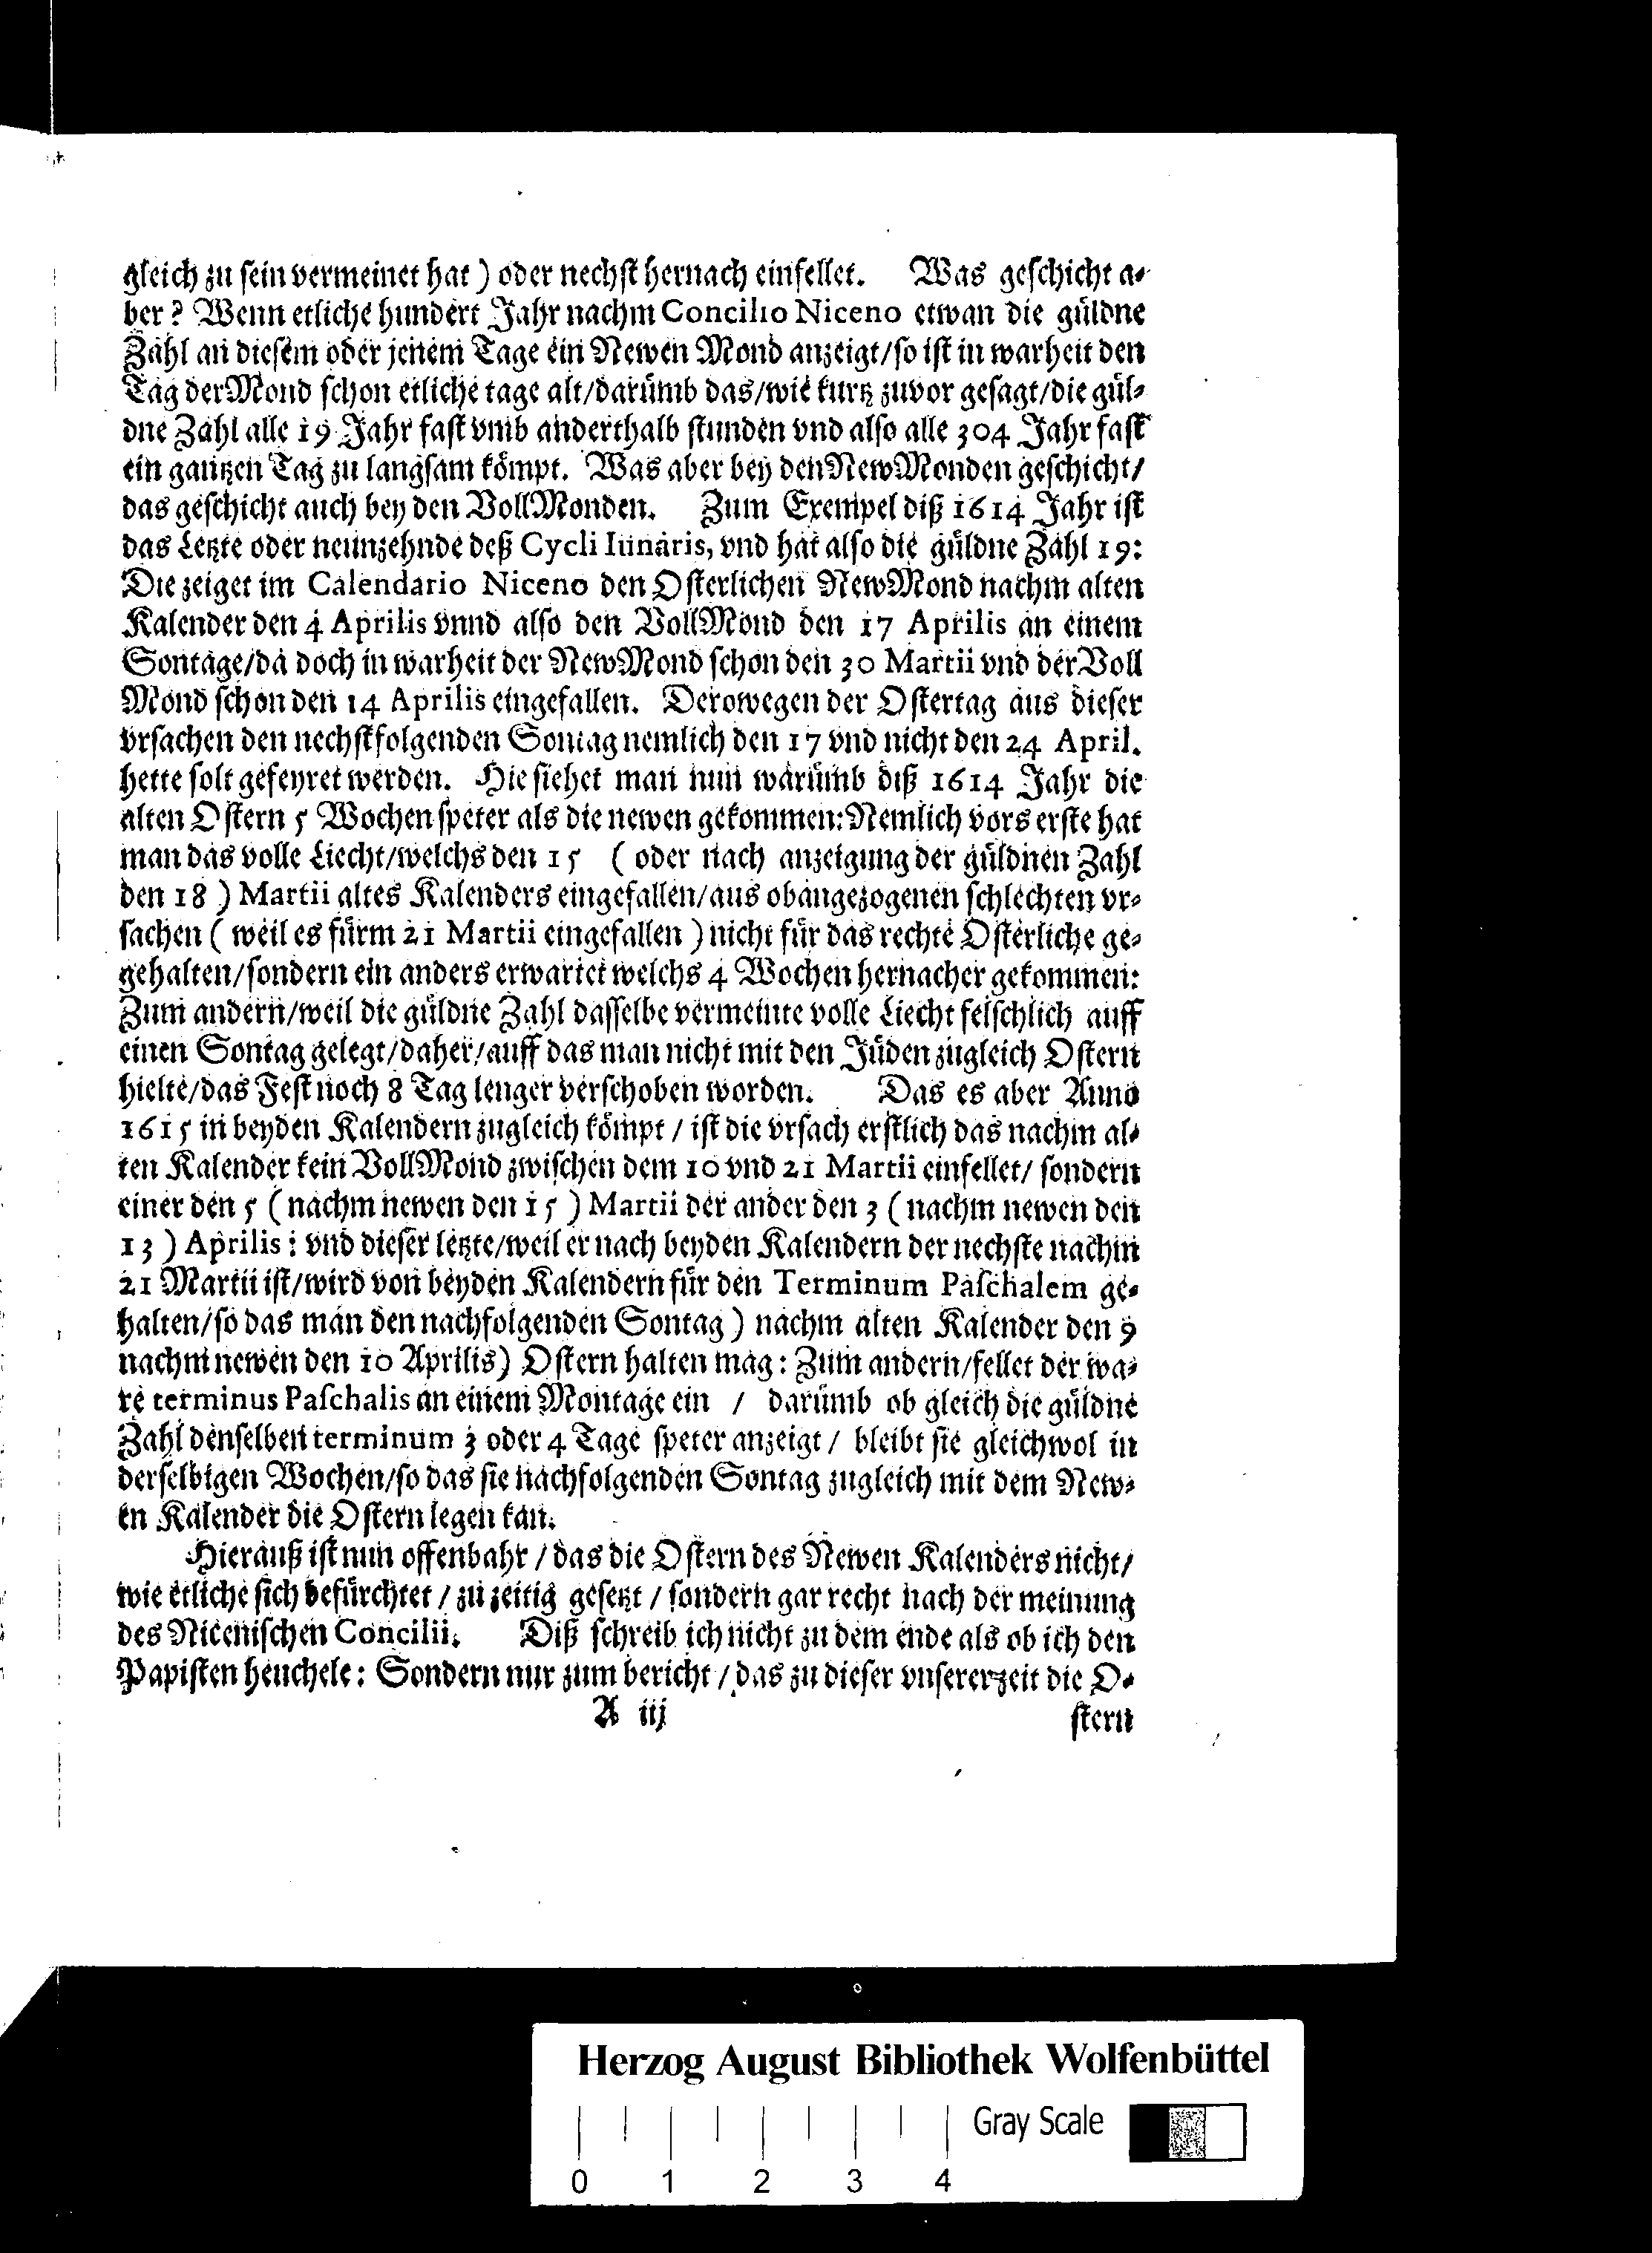 gleich zu sein vermeinet hat) oder nechst hernach einfellet. Was geschicht a-
ber? Wenn etliche hundert Jahr nachm Concilio Niceno etwan die güldne
Zahl an diesem oder jenem Tage ein Newen Mond anzeigt/so ist in warheit den
Tag der Mond schon etliche tage alt/darümb das/wie kurtz zuvor gesagt/die gül-
dne Zahl alle 19 Jahr fast vmb anderthalb stunden vnd also alle 304 Jahr fast
ein gantzen Tag zu langsam kömpt. Was aber bey den NewMonden geschicht/
das geschicht auch bey den VollMonden. Zum Exempel diß 1614 Jahr ist
das Letzte oder neunzehnde deß Cycli Iunaris, vnd hat also die güldne Zahl 19:
Die zeiget im Calendario Niceno den Osterlichen NewMond nachm alten
Kalender den 4 Aprilis vnnd also den VollMond den 17 Aprilis an einem
Sontage/da doch in warheit der NewMond schon den 30 Martii vnd der Voll
Mond schon den 14 Aprilis eingefallen. Derowegen der Ostertag aus dieser
vrsachen den nechstfolgenden Sontag nemlich den 17 vnd nicht den 24 April.
hette solt gefeyret werden. Hie siehet man nun warümb diß 1614 Jahr die
alten Ostern 5 Wochen speter als die newen gekommen: Nemlich vors erste hat
man das volle Liecht/welchs den 15 ( oder nach anzeigung der güldnen Zahl
den 18 ) Martii altes Kalenders eingefallen/aus obangezogenen schlechten vr-
sachen ( weil es fürm 21 Martii eingefallen ) nicht für das rechte Osterliche ge-
gehalten/sondern ein anders erwartet welchs 4 Wochen hernacher gekommen:
Zum andern/weil die güldne Zahl dasselbe vermeinte volle Liecht felschlich auff
einen Sontag gelegt/daher/auff das man nicht mit den Jüden zugleich Ostern
hielte/das Fest noch 8 Tag lenger verschoben worden. Das es aber Anno
1615 in beyden Kalendern zugleich kömpt / ist die vrsach erstlich das nachm al-
ten Kalender kein VollMond zwischen dem 10 vnd 21 Martii einfellet/ sondern
einer den 5 ( nachm newen den 15 ) Martii der ander den 3 ( nachm newen den
13 ) Aprilis: vnd dieser letzte/weil er nach beyden Kalendern der nechste nachm
21 Martii ist/wird von beyden Kalendern für den Terminum Paſchalem ge-
halten/so das man den nachfolgenden Sontag ) nachm alten Kalender den 9
nachm newen den 10 Aprilis) Ostern halten mag: Zum andern/fellet der wa-
re terminus Paſchalis an einem Montage ein / darümb ob gleich die güldne
Zahl denselben terminum 3 oder 4 Tage speter anzeigt / bleibt sie gleichwol in
derselbigen Wochen/so das sie nachfolgenden Sontag zugleich mit dem New-
en Kalender die Ostern legen kan.
Hierauß ist nun offenbahr / das die Ostern des Newen Kalenders nicht/
wie etliche sich befürchtet / zu zeitig gesetzt / sondern gar recht nach der meinung
des Nicenischen Concilii. Diß schreib ich nicht zu dem ende als ob ich den
Papisten heuchele: Sondern nur zum bericht / das zu dieser vnserer zeit die O-
A iij stern
Herzog August Bibliothek Wolfenbüttel
Gray Scale
0 1 2 3 4